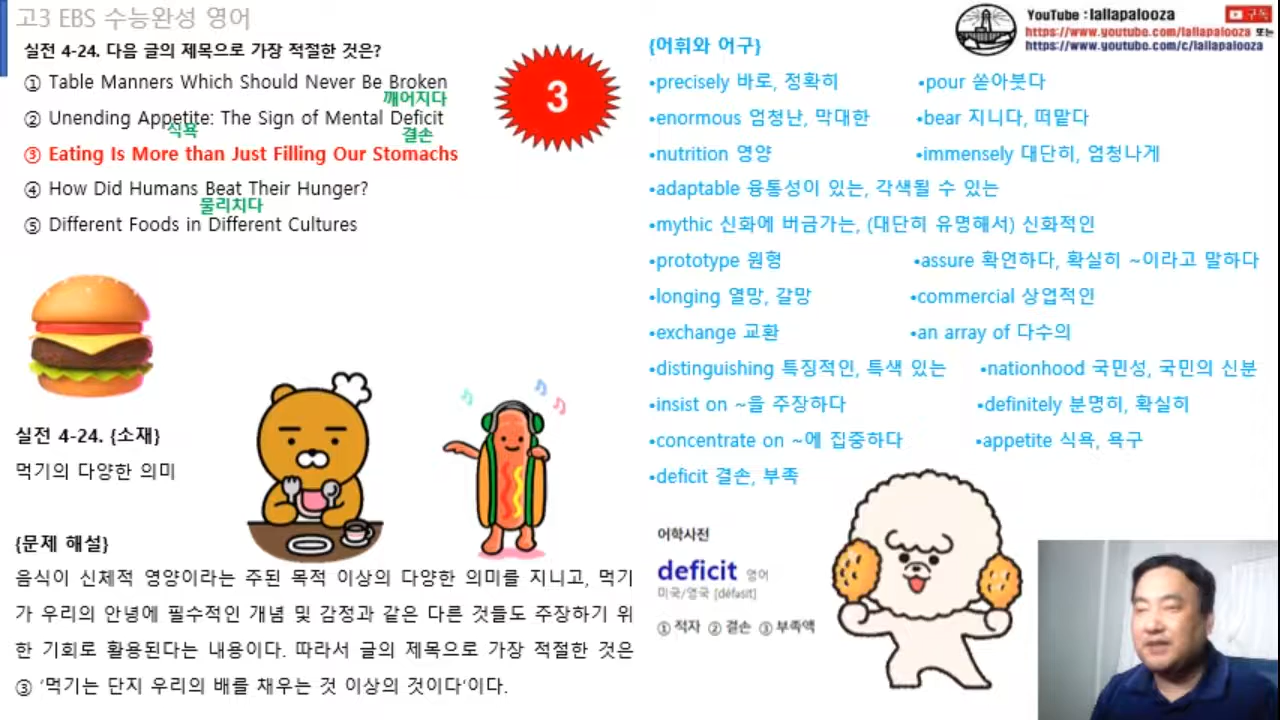 고3 EBS 수능완성 영어
실전 4-24. 다음 글의 제목으로 가장 적절한 것은?
① Table Manners Which Should Never Be Broken
깨어지다
② Unending Appetite: The Sign of Mental Deficit
식욕
결손
③ Eating Is More than Just Filling Our Stomachs
④ How Did Humans Beat Their Hunger?
물리치다
⑤ Different Foods in Different Cultures
3
실전 4-24. {소재}
먹기의 다양한 의미
{문제 해설}
음식이 신체적 영양이라는 주된 목적 이상의 다양한 의미를 지니고, 먹기
가 우리의 안녕에 필수적인 개념 및 감정과 같은 다른 것들도 주장하기 위
한 기회로 활용된다는 내용이다. 따라서 글의 제목으로 가장 적절한 것은
③ '먹기는 단지 우리의 배를 채우는 것 이상의 것이다'이다.
YouTube : lallapalooza
구독
https://www.youtube.com/lallapalooza 또는
https://www.youtube.com/c/lallapalooza
{어휘와 어구}
•precisely 바로, 정확히 •pour 쏟아붓다
•enormous 엄청난, 막대한 •bear 지니다, 떠맡다
•nutrition 영양 •immensely 대단히, 엄청나게
•adaptable 융통성이 있는, 각색될 수 있는
•mythic 신화에 버금가는, (대단히 유명해서) 신화적인
•prototype 원형 •assure 확언하다, 확실히 ~이라고 말하다
•longing 열망, 갈망 •commercial 상업적인
•exchange 교환 •an array of 다수의
•distinguishing 특징적인, 특색 있는 •nationhood 국민성, 국민의 신분
•insist on ~을 주장하다 •definitely 분명히, 확실히
•concentrate on ~에 집중하다 •appetite 식욕, 욕구
•deficit 결손, 부족
어학사전
deficit 영어
미국/영국 [défəsit]
① 적자 ② 결손 ③ 부족액